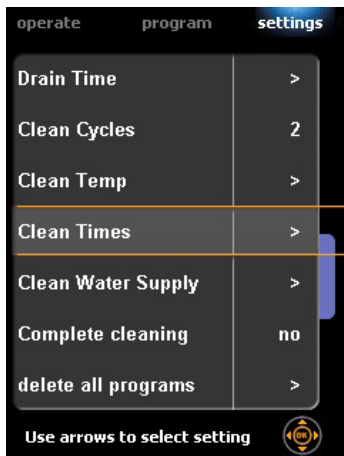 operate program settings
Drain Time >
Clean Cycles 2
Clean Temp >
Clean Times >
Clean Water Supply >
Complete cleaning no
delete all programs >
Use arrows to select setting OK